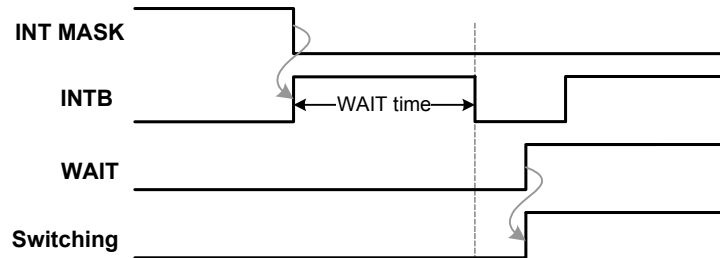 INT MASK
INTB
WAIT time
WAIT
Switching